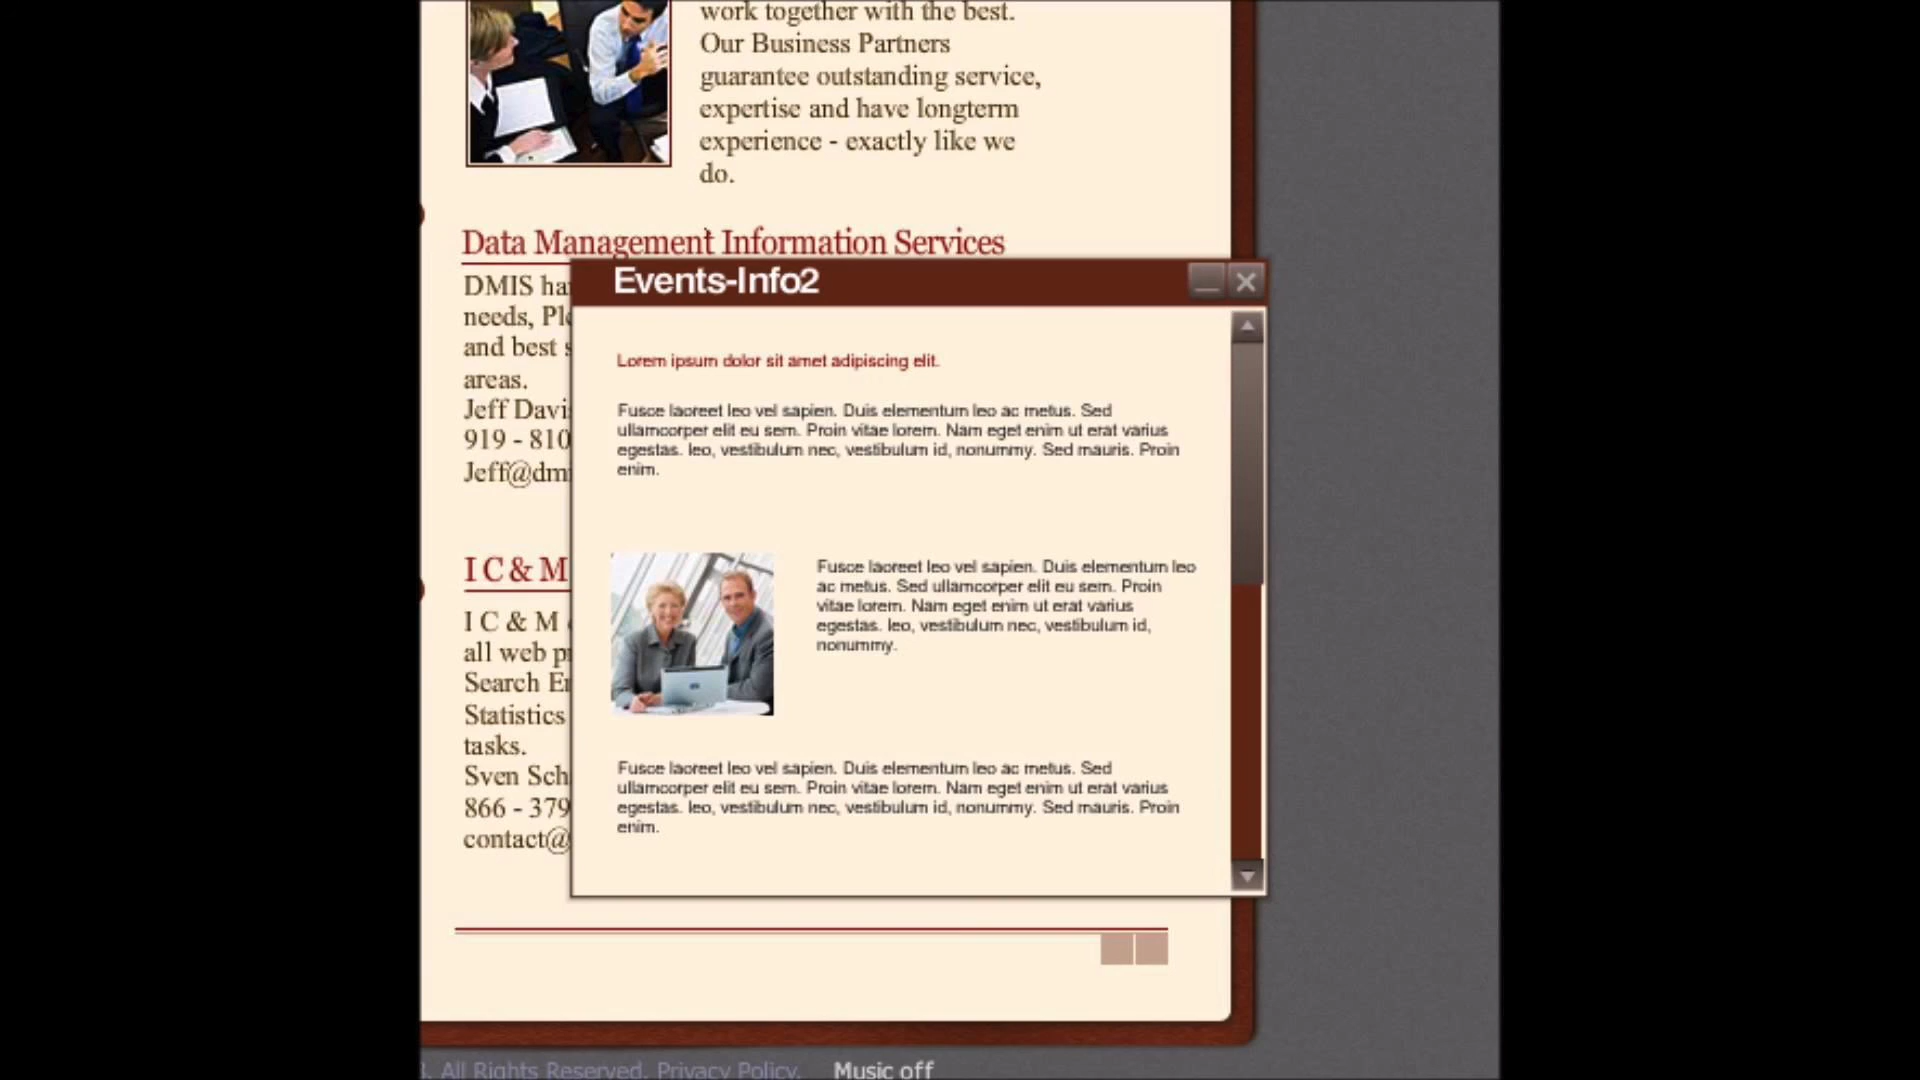 work together with the best.
Our Business Partners
guarantee outstanding service,
expertise and have longterm
experience - exactly like we
do.
Data Management Information Services
DMIS
needs,
and best
areas.
Jeff
919 - 810
I C & M
I C & M
all web
Search
Statistics
tasks.
Sven
866 - 379
contact@
Events-Info2
Lorem ipsum dolor sit amet adipiscing elit.
Fusce laoreet leo vel sapien. Duis elementum leo ac metus. Sed
ullamcorper elit eu sem. Proin vitae lorem. Nam eget enim ut erat varius
egestas. leo, vestibulum nec, vestibulum id, nonummy. Sed mauris. Proin
enim.
Fusce laoreet leo vel sapien. Duis elementum leo
ac metus. Sed ullamcorper elit eu sem. Proin
vitae lorem. Nam eget enim ut erat varius
egestas. leo, vestibulum nec, vestibulum id,
nonummy.
Fusce laoreet leo vel sapien. Duis elementum leo ac metus. Sed
ullamcorper elit eu sem. Proin vitae lorem. Nam eget enim ut erat varius
egestas. leo, vestibulum nec, vestibulum id, nonummy. Sed mauris. Proin
enim.
. All Rights Reserved. Privacy Policy. Music off